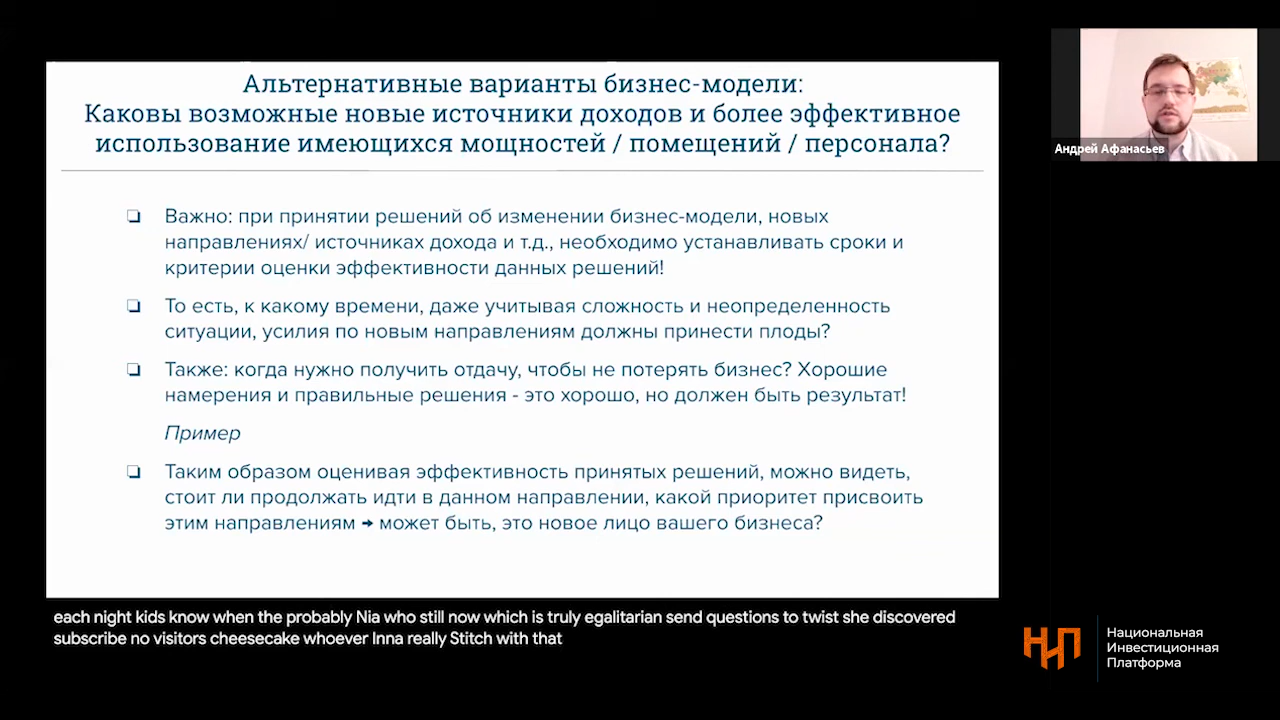 Альтернативные варианты бизнес-модели:
Каковы возможные новые источники доходов и более эффективное
использование имеющихся мощностей / помещений / персонала?
Важно: при принятии решений об изменении бизнес-модели, новых
направлениях/ источниках дохода и т.д., необходимо устанавливать сроки и
критерии оценки эффективности данных решений!
То есть, к какому времени, даже учитывая сложность и неопределенность
ситуации, усилия по новым направлениям должны принести плоды?
Также: когда нужно получить отдачу, чтобы не потерять бизнес? Хорошие
намерения и правильные решения - это хорошо, но должен быть результат!
Пример
Таким образом оценивая эффективность принятых решений, можно видеть,
стоит ли продолжать идти в данном направлении, какой приоритет присвоить
этим направлениям → может быть, это новое лицо вашего бизнеса?
each night kids know when the probably Nia who still now which is truly egalitarian send questions to twist she discovered
subscribe no visitors cheesecake whoever Inna really Stitch with that
Андрей Афанасьев
НИП
Национальная
Инвестиционная
Платформа